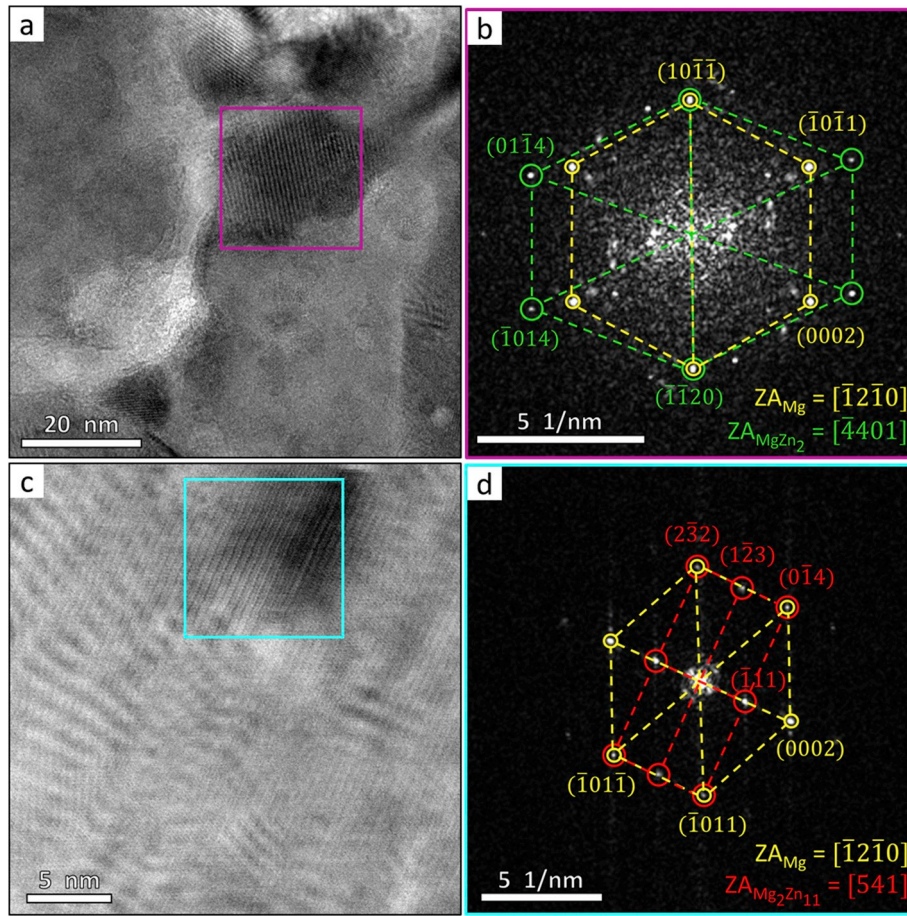 a
20 nm
b
(101̅1̅)
(1̅01̅1)
(011̅4)
(1̅014)
(0002)
(1̅1̅20)
ZA_Mg = [1̅21̅0]
ZA_MgZn₂ = [4̅401]
5 1/nm
c
5 nm
d
(23̅2)
(12̅3)
(01̅4)
(1̅11)
(0002)
(1̅011̅)
(1̅011)
ZA_Mg = [1̅21̅0]
ZA_Mg₂Zn₁₁ = [541]
5 1/nm